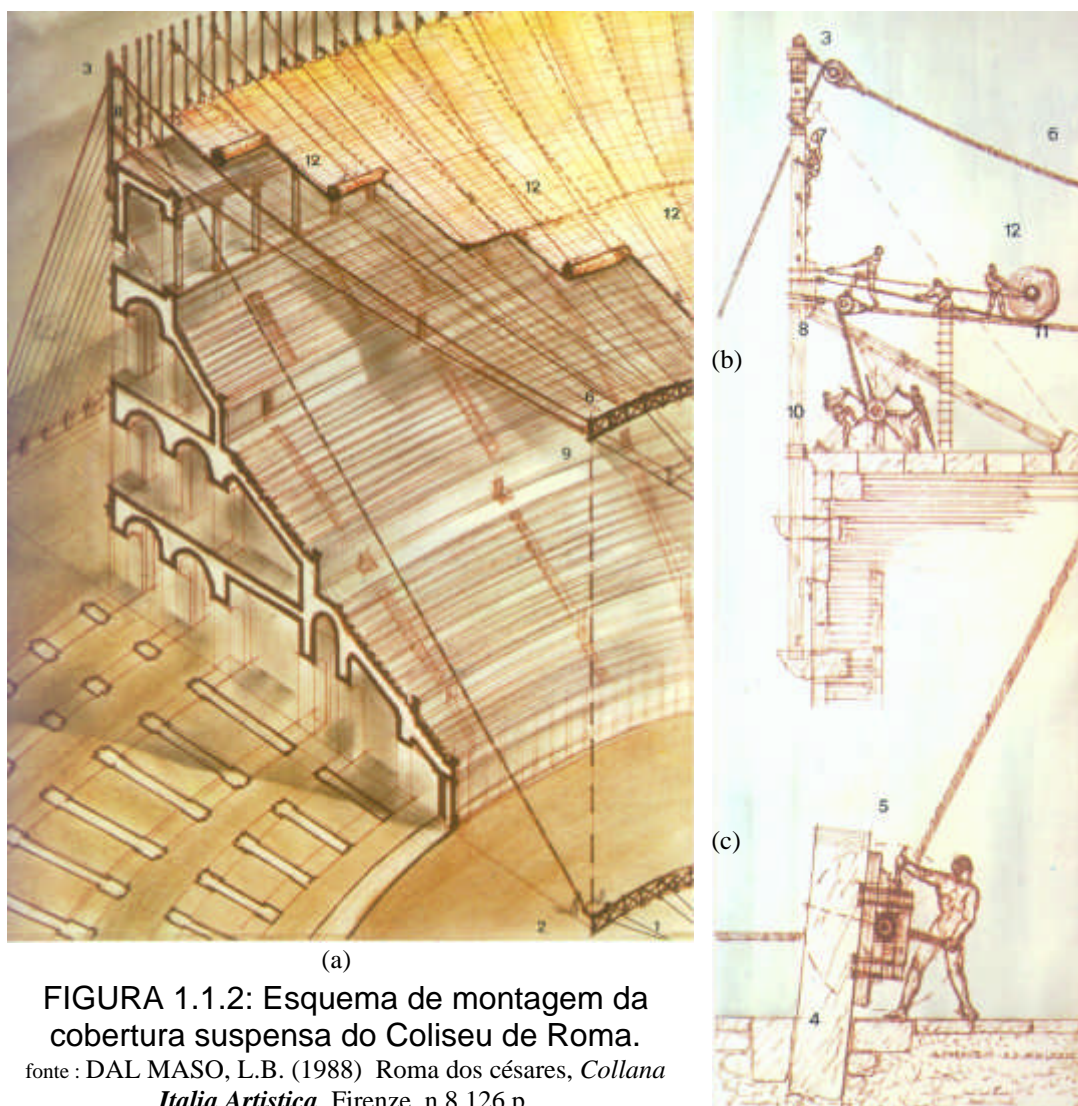 3
12
12
12
6
9
2
1
(a)
3
6
7
12
8
11
(b)
10
5
(c)
4
FIGURA 1.1.2: Esquema de montagem da
cobertura suspensa do Coliseu de Roma.
fonte : DAL MASO, L.B. (1988) Roma dos césares, Collana
Italia Artistica, Firenze, n.8,126 p.